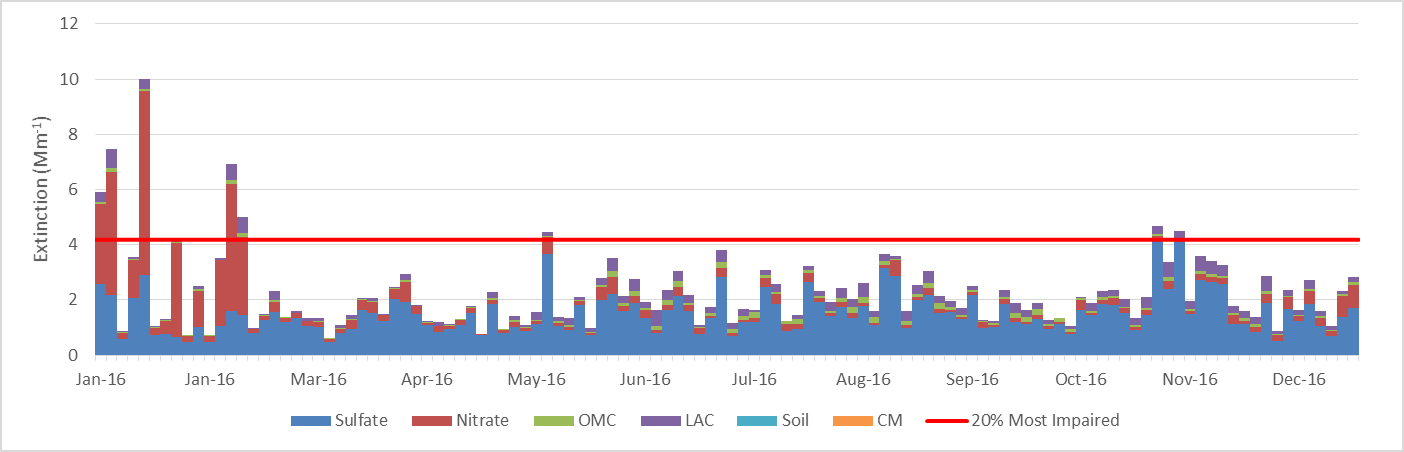 12
10
8
6
4
2
0
Extinction (Mm-1)
Jan-16 Jan-16 Mar-16 Apr-16 May-16 Jun-16 Jul-16 Aug-16 Sep-16 Oct-16 Nov-16 Dec-16
Sulfate Nitrate OMC LAC Soil CM 20% Most Impaired